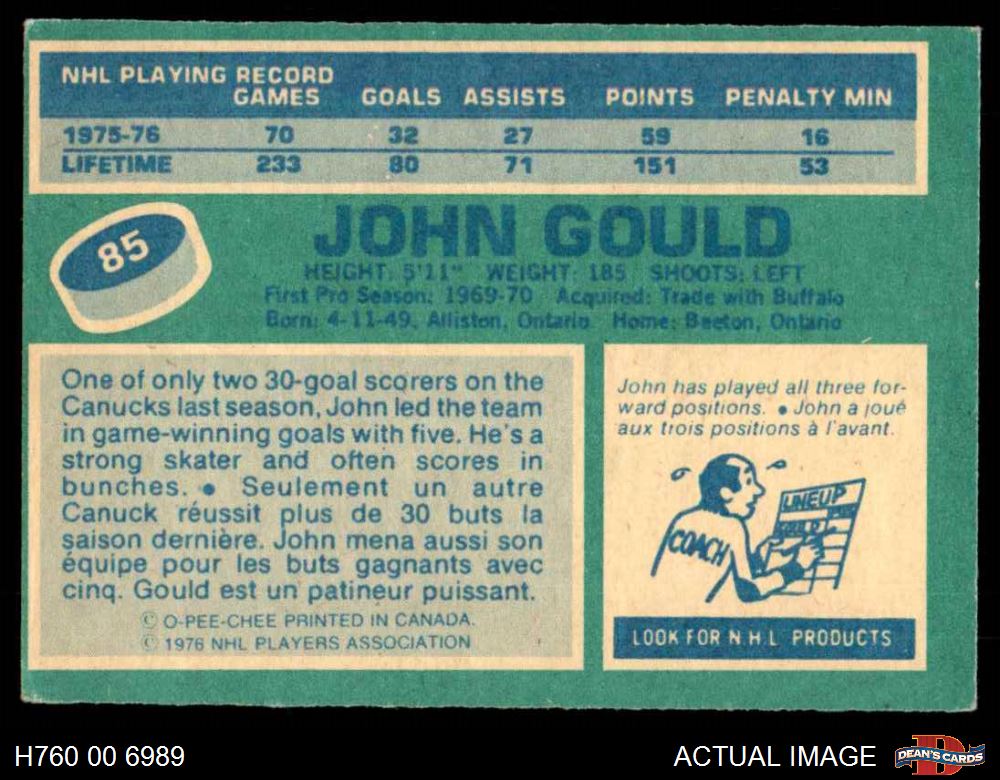 NHL PLAYING RECORD
GAMES GOALS ASSISTS POINTS PENALTY MIN
1975-76 70 32 27 59 16
LIFETIME 233 80 71 151 53
85
JOHN GOULD
HEIGHT: 5'11" WEIGHT: 185 SHOOTS: LEFT
First Pro Season: 1969-70 Acquired: Trade with Buffalo
Born: 4-11-49, Alliston, Ontario Home: Beeton, Ontario
One of only two 30-goal scorers on the
Canucks last season, John led the team
in game-winning goals with five. He's a
strong skater and often scores in
bunches. ● Seulement un autre
Canuck réussit plus de 30 buts la
saison dernière. John mena aussi son
équipe pour les buts gagnants avec
cinq. Gould est un patineur puissant.
© O-PEE-CHEE PRINTED IN CANADA.
© 1976 NHL PLAYERS ASSOCIATION
John has played all three for-
ward positions. ● John a joué
aux trois positions à l'avant.
LINEUP
GOULD
COACH
LOOK FOR N.H.L PRODUCTS
H760 00 6989
ACTUAL IMAGE
DEAN'S CARDS